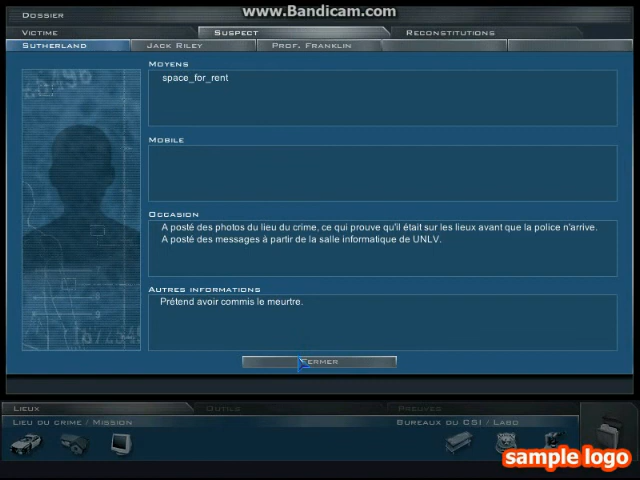 www.Bandicam.com
Dossier
Victime
Suspect
Reconstitutions
Sutherland
Jack Riley
Prof. Franklin
Moyens
space_for_rent
Mobile
Occasion
A posté des photos du lieu du crime, ce qui prouve qu'il était sur les lieux avant que la police n'arrive.
A posté des messages à partir de la salle informatique de UNLV.
Autres informations
Prétend avoir commis le meurtre.
Fermer
Lieux
Outils
Preuves
Lieu du crime / Mission
Bureaux du CSI / Labo
sample logo